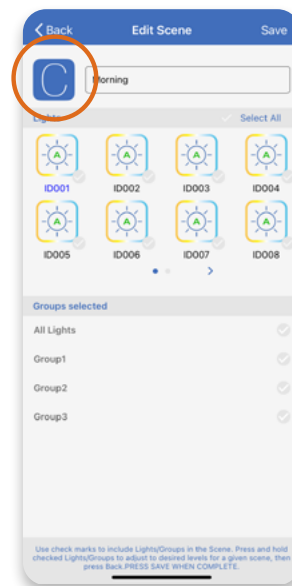 Back Edit Scene Save
C Morning
Lights Select All
A A A A
ID001 ID002 ID003 ID004
A A A A
ID005 ID006 ID007 ID008
Groups selected
All Lights
Group1
Group2
Group3
Use check marks to include Lights/Groups in the Scene. Press and hold
checked Lights/Groups to adjust to desired levels for a given scene, then
press Back.PRESS SAVE WHEN COMPLETE.